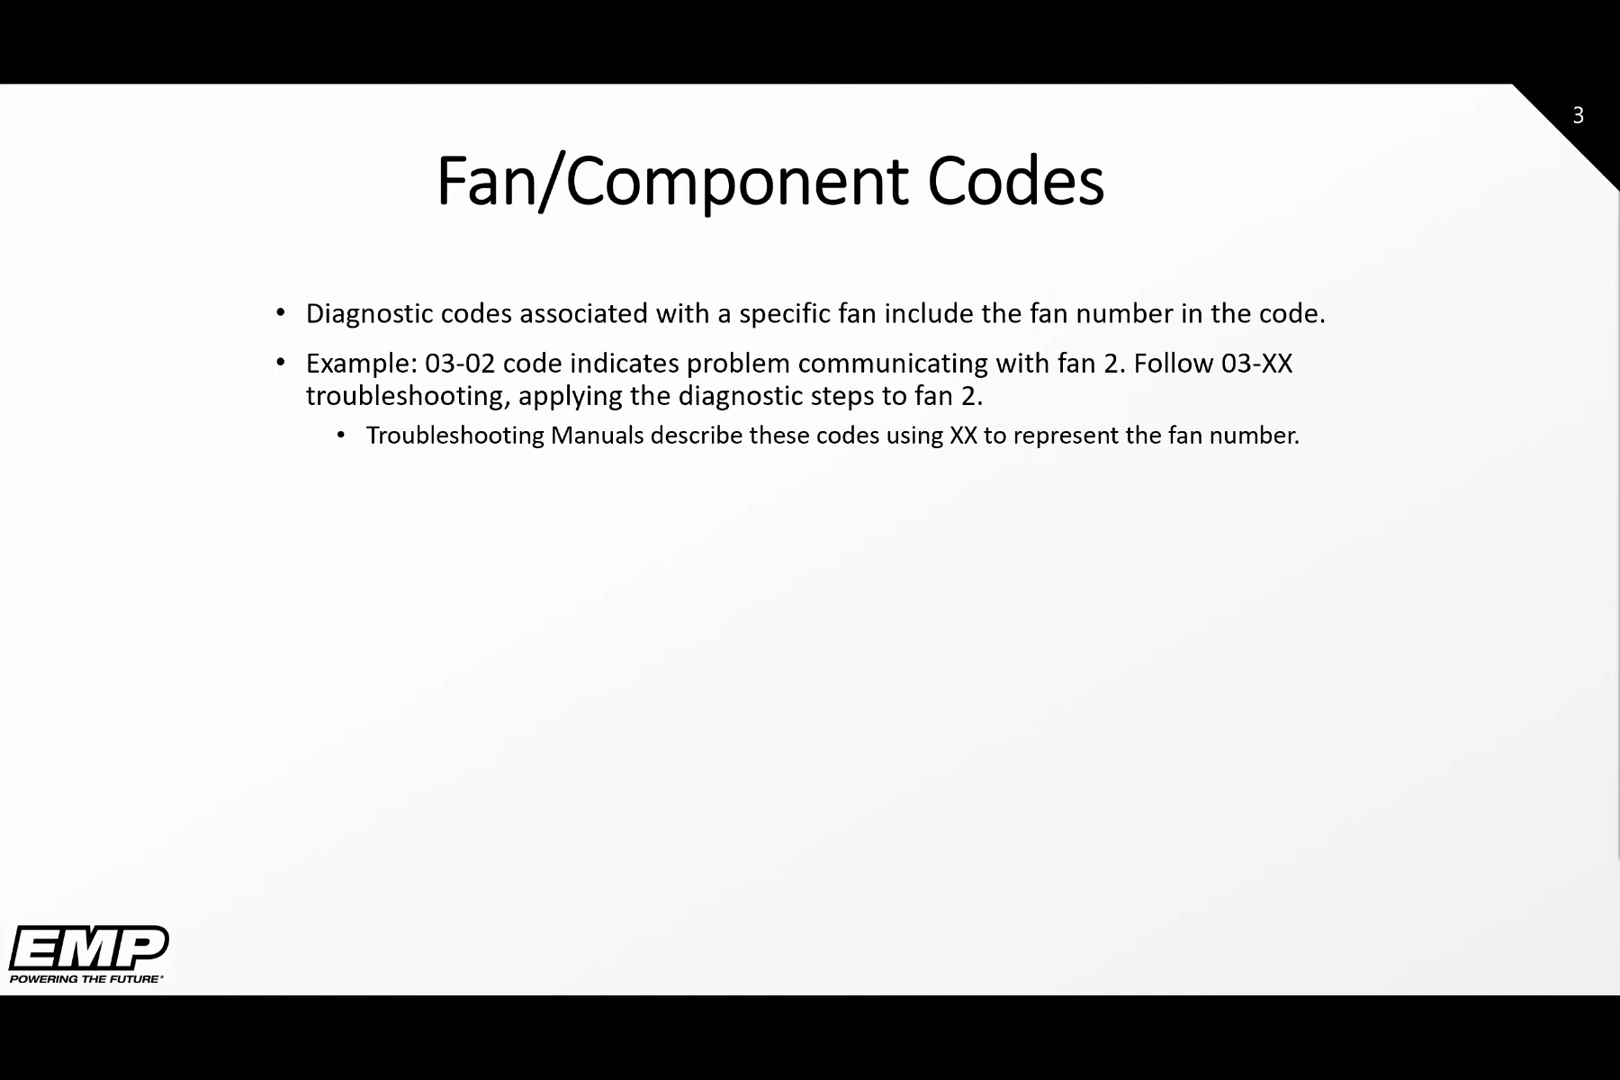 3
Fan/Component Codes
• Diagnostic codes associated with a specific fan include the fan number in the code.
• Example: 03-02 code indicates problem communicating with fan 2. Follow 03-XX
troubleshooting, applying the diagnostic steps to fan 2.
• Troubleshooting Manuals describe these codes using XX to represent the fan number.
EMP
POWERING THE FUTURE®